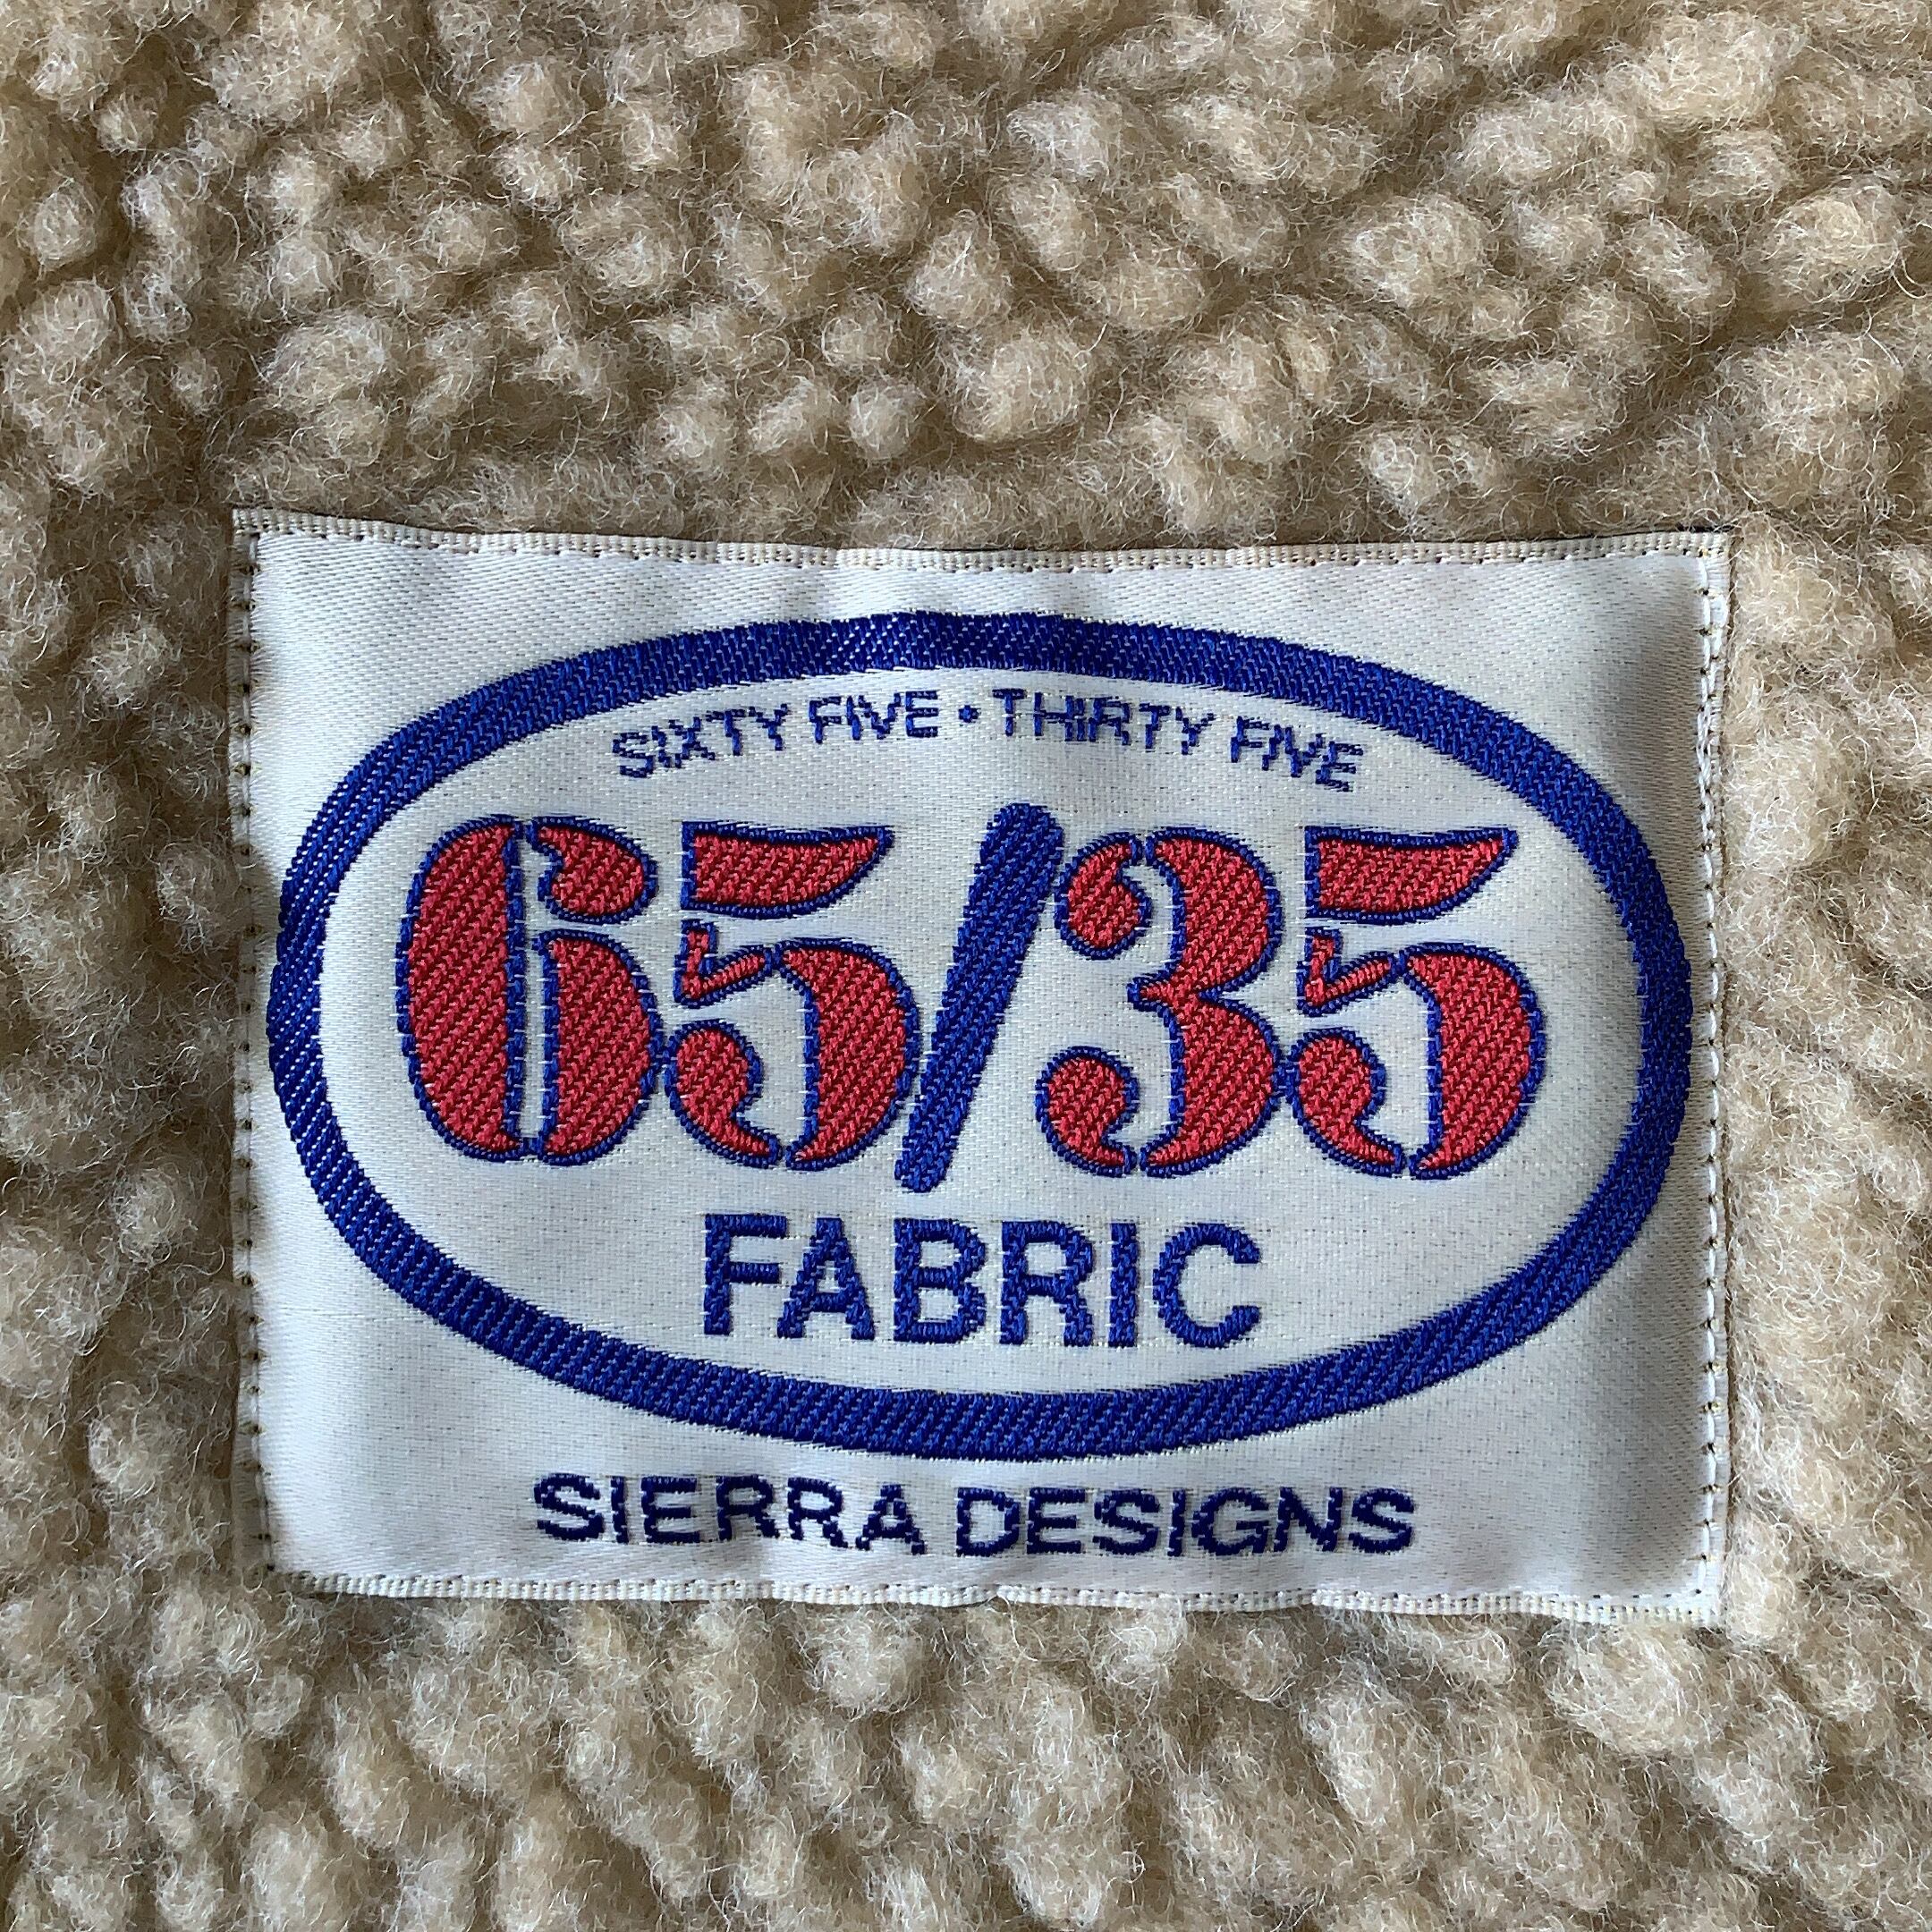 SIXTY FIVE • THIRTY FIVE
65/35
FABRIC
SIERRA DESIGNS